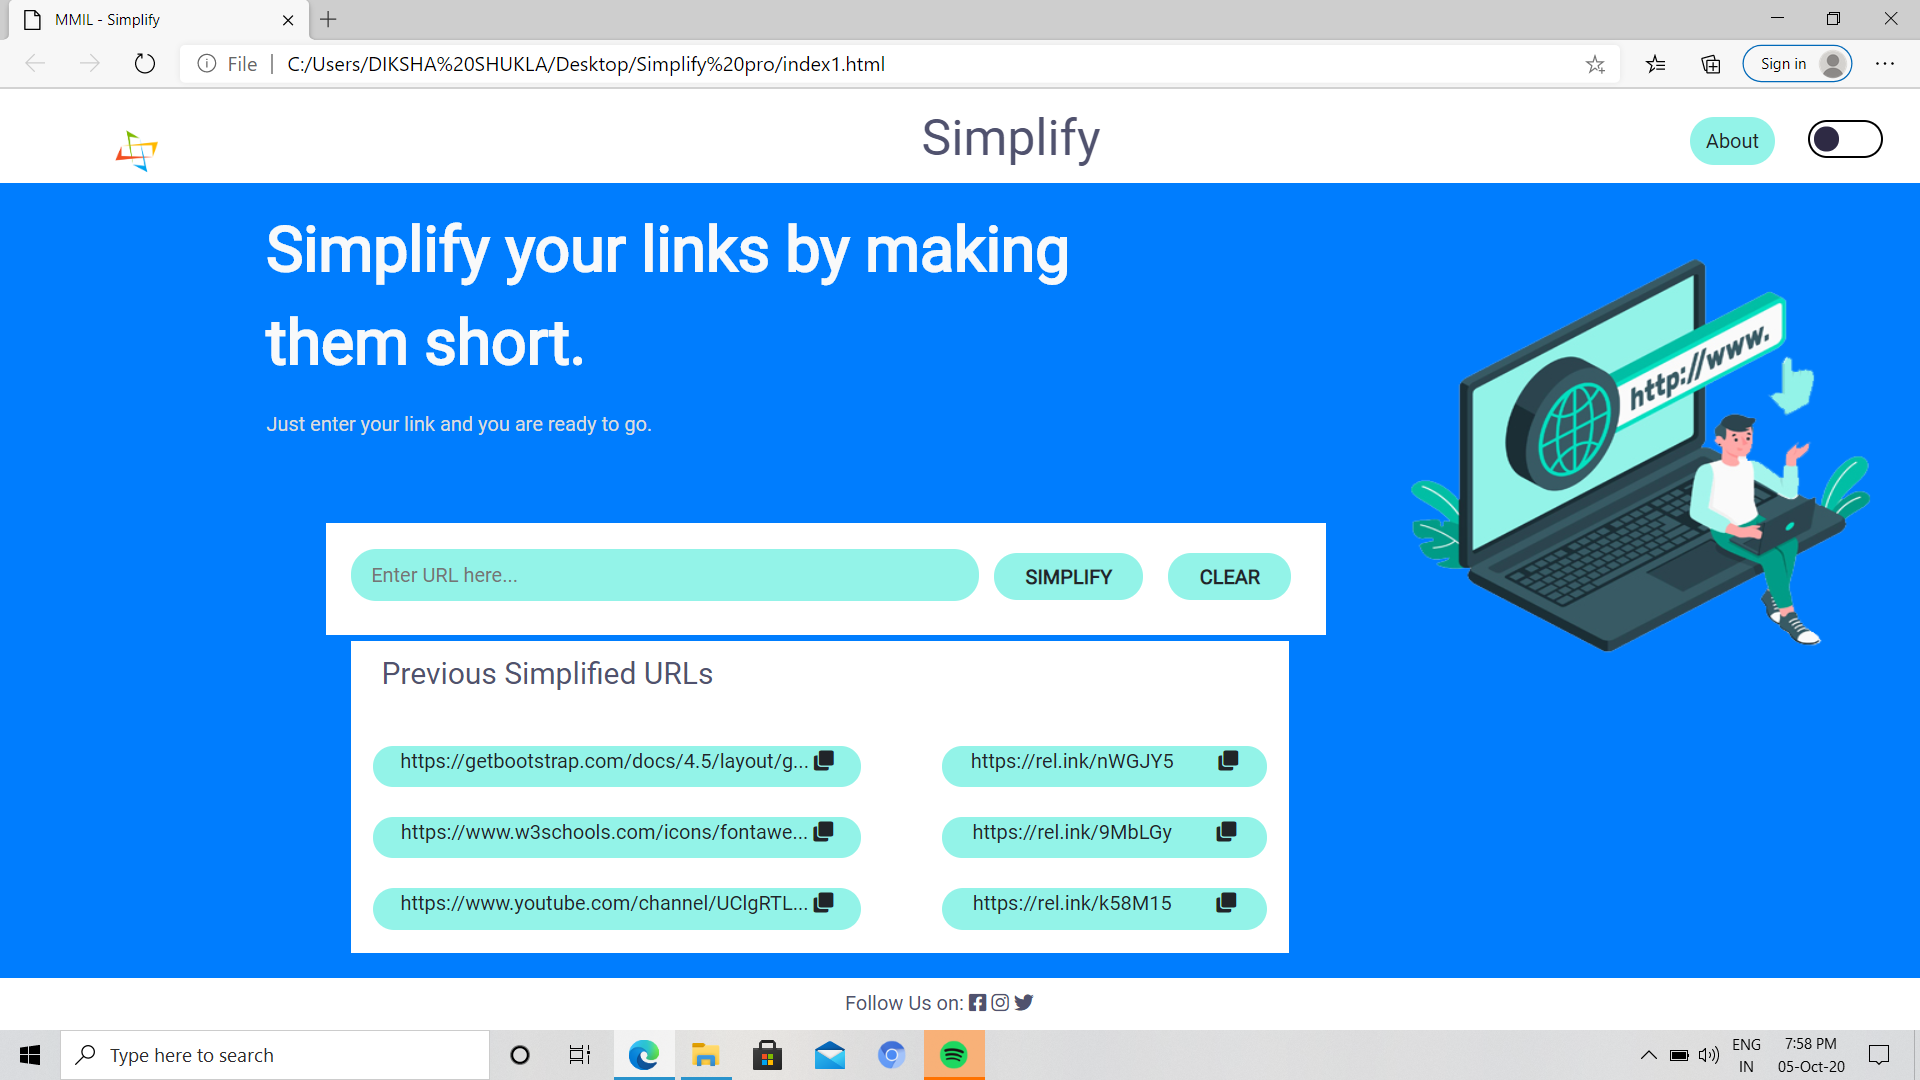 MMIL - Simplify
File | C:/Users/DIKSHA%20SHUKLA/Desktop/Simplify%20pro/index1.html
Sign in
Simplify
About
Simplify your links by making
them short.
http://www.
Just enter your link and you are ready to go.
Enter URL here...
SIMPLIFY
CLEAR
Previous Simplified URLs
https://getbootstrap.com/docs/4.5/layout/g...
https://rel.ink/nWGJY5
https://www.w3schools.com/icons/fontawe...
https://rel.ink/9MbLGy
https://www.youtube.com/channel/UClgRTL...
https://rel.ink/k58M15
Follow Us on:
Type here to search
ENG
IN
7:58 PM
05-Oct-20